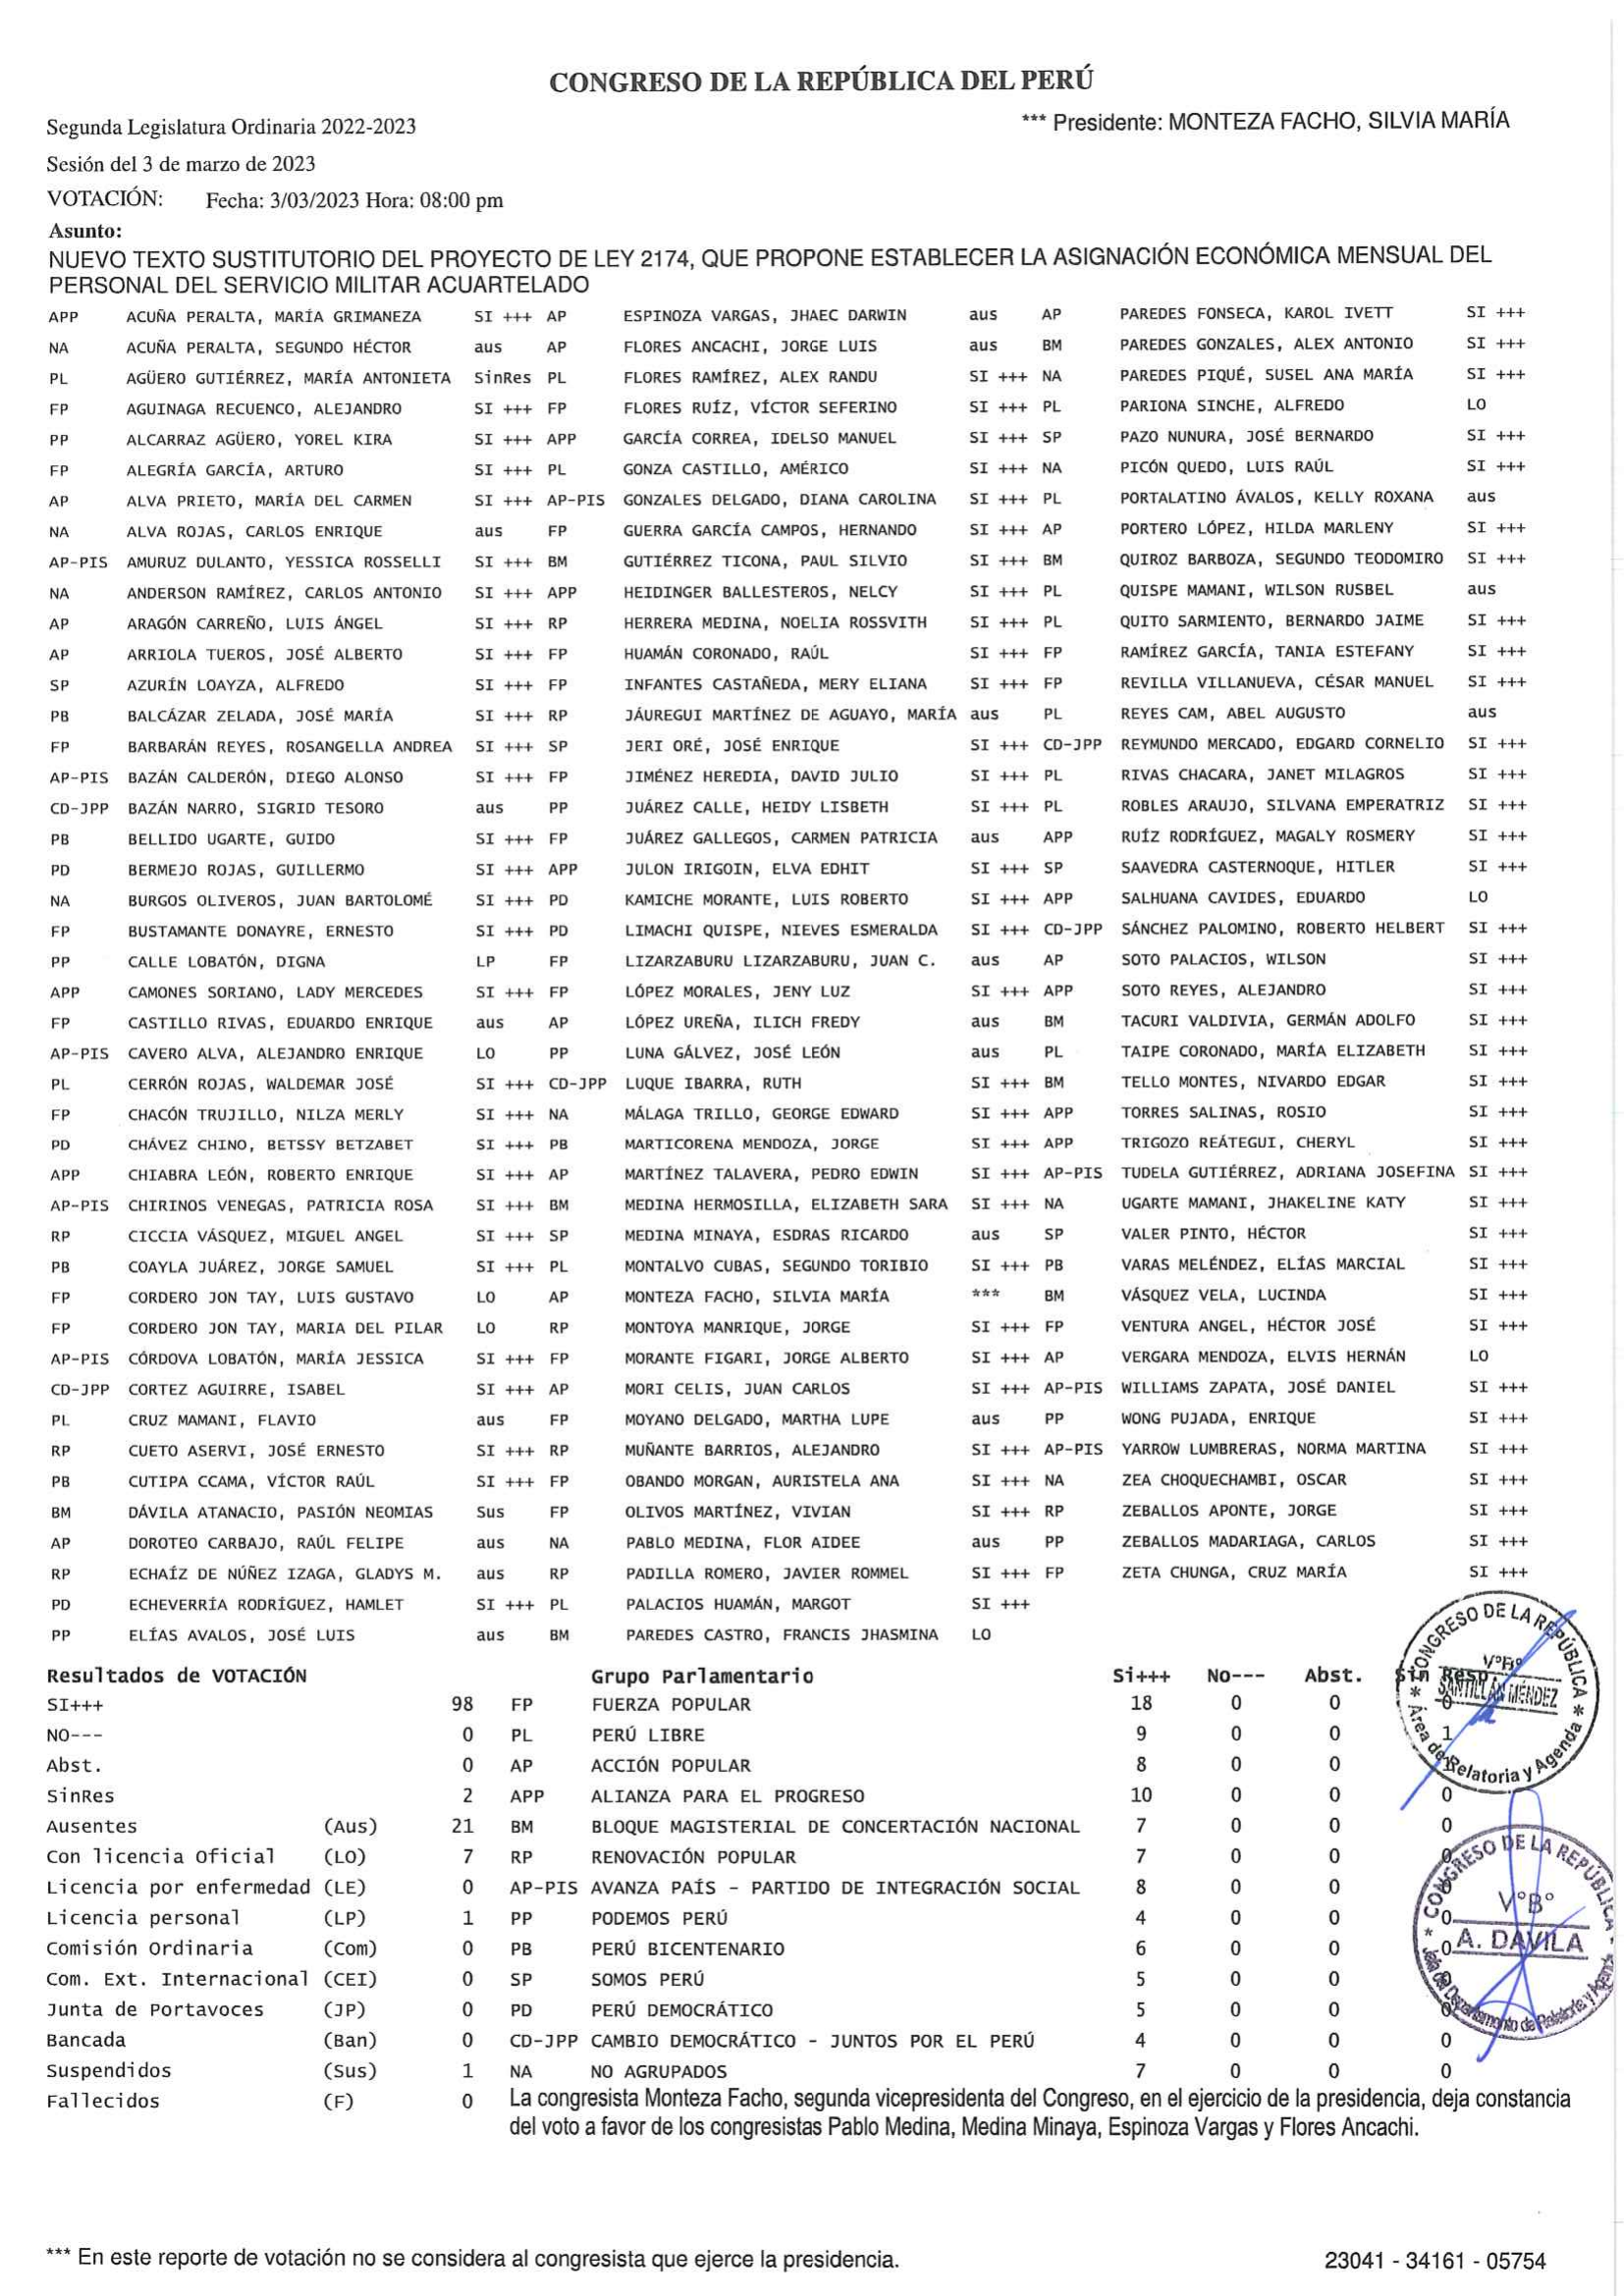 CONGRESO DE LA REPÚBLICA DEL PERÚ
Segunda Legislatura Ordinaria 2022-2023
*** Presidente: MONTEZA FACHO, SILVIA MARÍA
Sesión del 3 de marzo de 2023
VOTACIÓN: Fecha: 3/03/2023 Hora: 08:00 pm
Asunto:
NUEVO TEXTO SUSTITUTORIO DEL PROYECTO DE LEY 2174, QUE PROPONE ESTABLECER LA ASIGNACIÓN ECONÓMICA MENSUAL DEL
PERSONAL DEL SERVICIO MILITAR ACUARTELADO
APP ACUÑA PERALTA, MARÍA GRIMANEZA SI +++ AP ESPINOZA VARGAS, JHAEC DARWIN aus AP PAREDES FONSECA, KAROL IVETT SI +++
NA ACUÑA PERALTA, SEGUNDO HÉCTOR aus AP FLORES ANCACHI, JORGE LUIS aus BM PAREDES GONZALES, ALEX ANTONIO SI +++
PL AGÜERO GUTIÉRREZ, MARÍA ANTONIETA SinRes PL FLORES RAMÍREZ, ALEX RANDU SI +++ NA PAREDES PIQUÉ, SUSEL ANA MARÍA SI +++
FP AGUINAGA RECUENCO, ALEJANDRO SI +++ FP FLORES RUÍZ, VÍCTOR SEFERINO SI +++ PL PARIONA SINCHE, ALFREDO LO
PP ALCARRAZ AGÜERO, YOREL KIRA SI +++ APP GARCÍA CORREA, IDELSO MANUEL SI +++ SP PAZO NUNURA, JOSÉ BERNARDO SI +++
FP ALEGRÍA GARCÍA, ARTURO SI +++ PL GONZA CASTILLO, AMÉRICO SI +++ NA PICÓN QUEDO, LUIS RAÚL SI +++
AP ALVA PRIETO, MARÍA DEL CARMEN SI +++ AP-PIS GONZALES DELGADO, DIANA CAROLINA SI +++ PL PORTALATINO ÁVALOS, KELLY ROXANA aus
NA ALVA ROJAS, CARLOS ENRIQUE aus FP GUERRA GARCÍA CAMPOS, HERNANDO SI +++ AP PORTERO LÓPEZ, HILDA MARLENY SI +++
AP-PIS AMURUZ DULANTO, YESSICA ROSSELLI SI +++ BM GUTIÉRREZ TICONA, PAUL SILVIO SI +++ BM QUIROZ BARBOZA, SEGUNDO TEODOMIRO SI +++
NA ANDERSON RAMÍREZ, CARLOS ANTONIO SI +++ APP HEIDINGER BALLESTEROS, NELCY SI +++ PL QUISPE MAMANI, WILSON RUSBEL aus
AP ARAGÓN CARREÑO, LUIS ÁNGEL SI +++ RP HERRERA MEDINA, NOELIA ROSSVITH SI +++ PL QUITO SARMIENTO, BERNARDO JAIME SI +++
AP ARRIOLA TUEROS, JOSÉ ALBERTO SI +++ FP HUAMÁN CORONADO, RAÚL SI +++ FP RAMÍREZ GARCÍA, TANIA ESTEFANY SI +++
SP AZURÍN LOAYZA, ALFREDO SI +++ FP INFANTES CASTAÑEDA, MERY ELIANA SI +++ FP REVILLA VILLANUEVA, CÉSAR MANUEL SI +++
PB BALCÁZAR ZELADA, JOSÉ MARÍA SI +++ RP JÁUREGUI MARTÍNEZ DE AGUAYO, MARÍA aus PL REYES CAM, ABEL AUGUSTO aus
FP BARBARÁN REYES, ROSANGELLA ANDREA SI +++ SP JERI ORÉ, JOSÉ ENRIQUE SI +++ CD-JPP REYMUNDO MERCADO, EDGARD CORNELIO SI +++
AP-PIS BAZÁN CALDERÓN, DIEGO ALONSO SI +++ FP JIMÉNEZ HEREDIA, DAVID JULIO SI +++ PL RIVAS CHACARA, JANET MILAGROS SI +++
CD-JPP BAZÁN NARRO, SIGRID TESORO aus PP JUÁREZ CALLE, HEIDY LISBETH SI +++ PL ROBLES ARAUJO, SILVANA EMPERATRIZ SI +++
PB BELLIDO UGARTE, GUIDO SI +++ FP JUÁREZ GALLEGOS, CARMEN PATRICIA aus APP RUÍZ RODRÍGUEZ, MAGALY ROSMERY SI +++
PD BERMEJO ROJAS, GUILLERMO SI +++ APP JULON IRIGOIN, ELVA EDHIT SI +++ SP SAAVEDRA CASTERNOQUE, HITLER SI +++
NA BURGOS OLIVEROS, JUAN BARTOLOMÉ SI +++ PD KAMICHE MORANTE, LUIS ROBERTO SI +++ APP SALHUANA CAVIDES, EDUARDO LO
FP BUSTAMANTE DONAYRE, ERNESTO SI +++ PD LIMACHI QUISPE, NIEVES ESMERALDA SI +++ CD-JPP SÁNCHEZ PALOMINO, ROBERTO HELBERT SI +++
PP CALLE LOBATÓN, DIGNA LP FP LIZARZABURU LIZARZABURU, JUAN C. aus AP SOTO PALACIOS, WILSON SI +++
APP CAMONES SORIANO, LADY MERCEDES SI +++ FP LÓPEZ MORALES, JENY LUZ SI +++ APP SOTO REYES, ALEJANDRO SI +++
FP CASTILLO RIVAS, EDUARDO ENRIQUE aus AP LÓPEZ UREÑA, ILICH FREDY aus BM TACURI VALDIVIA, GERMÁN ADOLFO SI +++
AP-PIS CAVERO ALVA, ALEJANDRO ENRIQUE LO PP LUNA GÁLVEZ, JOSÉ LEÓN aus PL TAIPE CORONADO, MARÍA ELIZABETH SI +++
PL CERRÓN ROJAS, WALDEMAR JOSÉ SI +++ CD-JPP LUQUE IBARRA, RUTH SI +++ BM TELLO MONTES, NIVARDO EDGAR SI +++
FP CHACÓN TRUJILLO, NILZA MERLY SI +++ NA MÁLAGA TRILLO, GEORGE EDWARD SI +++ APP TORRES SALINAS, ROSIO SI +++
PD CHÁVEZ CHINO, BETSSY BETZABET SI +++ PB MARTICORENA MENDOZA, JORGE SI +++ APP TRIGOZO REÁTEGUI, CHERYL SI +++
APP CHIABRA LEÓN, ROBERTO ENRIQUE SI +++ AP MARTÍNEZ TALAVERA, PEDRO EDWIN SI +++ AP-PIS TUDELA GUTIÉRREZ, ADRIANA JOSEFINA SI +++
AP-PIS CHIRINOS VENEGAS, PATRICIA ROSA SI +++ BM MEDINA HERMOSILLA, ELIZABETH SARA SI +++ NA UGARTE MAMANI, JHAKELINE KATY SI +++
RP CICCIA VÁSQUEZ, MIGUEL ANGEL SI +++ SP MEDINA MINAYA, ESDRAS RICARDO aus SP VALER PINTO, HÉCTOR SI +++
PB COAYLA JUÁREZ, JORGE SAMUEL SI +++ PL MONTALVO CUBAS, SEGUNDO TORIBIO SI +++ PB VARAS MELÉNDEZ, ELÍAS MARCIAL SI +++
FP CORDERO JON TAY, LUIS GUSTAVO LO AP MONTEZA FACHO, SILVIA MARÍA *** BM VÁSQUEZ VELA, LUCINDA SI +++
FP CORDERO JON TAY, MARIA DEL PILAR LO RP MONTOYA MANRIQUE, JORGE SI +++ FP VENTURA ANGEL, HÉCTOR JOSÉ SI +++
AP-PIS CÓRDOVA LOBATÓN, MARÍA JESSICA SI +++ FP MORANTE FIGARI, JORGE ALBERTO SI +++ AP VERGARA MENDOZA, ELVIS HERNÁN LO
CD-JPP CORTEZ AGUIRRE, ISABEL SI +++ AP MORI CELIS, JUAN CARLOS SI +++ AP-PIS WILLIAMS ZAPATA, JOSÉ DANIEL SI +++
PL CRUZ MAMANI, FLAVIO aus FP MOYANO DELGADO, MARTHA LUPE aus PP WONG PUJADA, ENRIQUE SI +++
RP CUETO ASERVI, JOSÉ ERNESTO SI +++ RP MUÑANTE BARRIOS, ALEJANDRO SI +++ AP-PIS YARROW LUMBRERAS, NORMA MARTINA SI +++
PB CUTIPA CCAMA, VÍCTOR RAÚL SI +++ FP OBANDO MORGAN, AURISTELA ANA SI +++ NA ZEA CHOQUECHAMBI, OSCAR SI +++
BM DÁVILA ATANACIO, PASIÓN NEOMIAS Sus FP OLIVOS MARTÍNEZ, VIVIAN SI +++ RP ZEBALLOS APONTE, JORGE SI +++
AP DOROTEO CARBAJO, RAÚL FELIPE aus NA PABLO MEDINA, FLOR AIDEE aus PP ZEBALLOS MADARIAGA, CARLOS SI +++
RP ECHAÍZ DE NÚÑEZ IZAGA, GLADYS M. aus RP PADILLA ROMERO, JAVIER ROMMEL SI +++ FP ZETA CHUNGA, CRUZ MARÍA SI +++
PD ECHEVERRÍA RODRÍGUEZ, HAMLET SI +++ PL PALACIOS HUAMÁN, MARGOT SI +++
PP ELÍAS AVALOS, JOSÉ LUIS aus BM PAREDES CASTRO, FRANCIS JHASMINA LO
Resultados de VOTACIÓN Grupo Parlamentario Si+++ No--- Abst. Sin Resp.
SI+++ 98 FP FUERZA POPULAR 18 0 0 0
NO--- 0 PL PERÚ LIBRE 9 0 0 1
Abst. 0 AP ACCIÓN POPULAR 8 0 0 1
SinRes 2 APP ALIANZA PARA EL PROGRESO 10 0 0 0
Ausentes (Aus) 21 BM BLOQUE MAGISTERIAL DE CONCERTACIÓN NACIONAL 7 0 0 0
Con licencia Oficial (LO) 7 RP RENOVACIÓN POPULAR 7 0 0 0
Licencia por enfermedad (LE) 0 AP-PIS AVANZA PAÍS - PARTIDO DE INTEGRACIÓN SOCIAL 8 0 0 0
Licencia personal (LP) 1 PP PODEMOS PERÚ 4 0 0 0
Comisión Ordinaria (Com) 0 PB PERÚ BICENTENARIO 6 0 0 0
Com. Ext. Internacional (CEI) 0 SP SOMOS PERÚ 5 0 0 0
Junta de Portavoces (JP) 0 PD PERÚ DEMOCRÁTICO 5 0 0 0
Bancada (Ban) 0 CD-JPP CAMBIO DEMOCRÁTICO - JUNTOS POR EL PERÚ 4 0 0 0
Suspendidos (Sus) 1 NA NO AGRUPADOS 7 0 0 0
Fallecidos (F) 0
La congresista Monteza Facho, segunda vicepresidenta del Congreso, en el ejercicio de la presidencia, deja constancia
del voto a favor de los congresistas Pablo Medina, Medina Minaya, Espinoza Vargas y Flores Ancachi.
CONGRESO DE LA REPÚBLICA
V°B°
SANTILLÁN MÉNDEZ
Área de Relatoria y Agenda
CONGRESO DE LA REPÚBLICA
V°B°
A. DAVILA
Jefa del Departamento de Relatoría y Agenda
*** En este reporte de votación no se considera al congresista que ejerce la presidencia.
23041 - 34161 - 05754